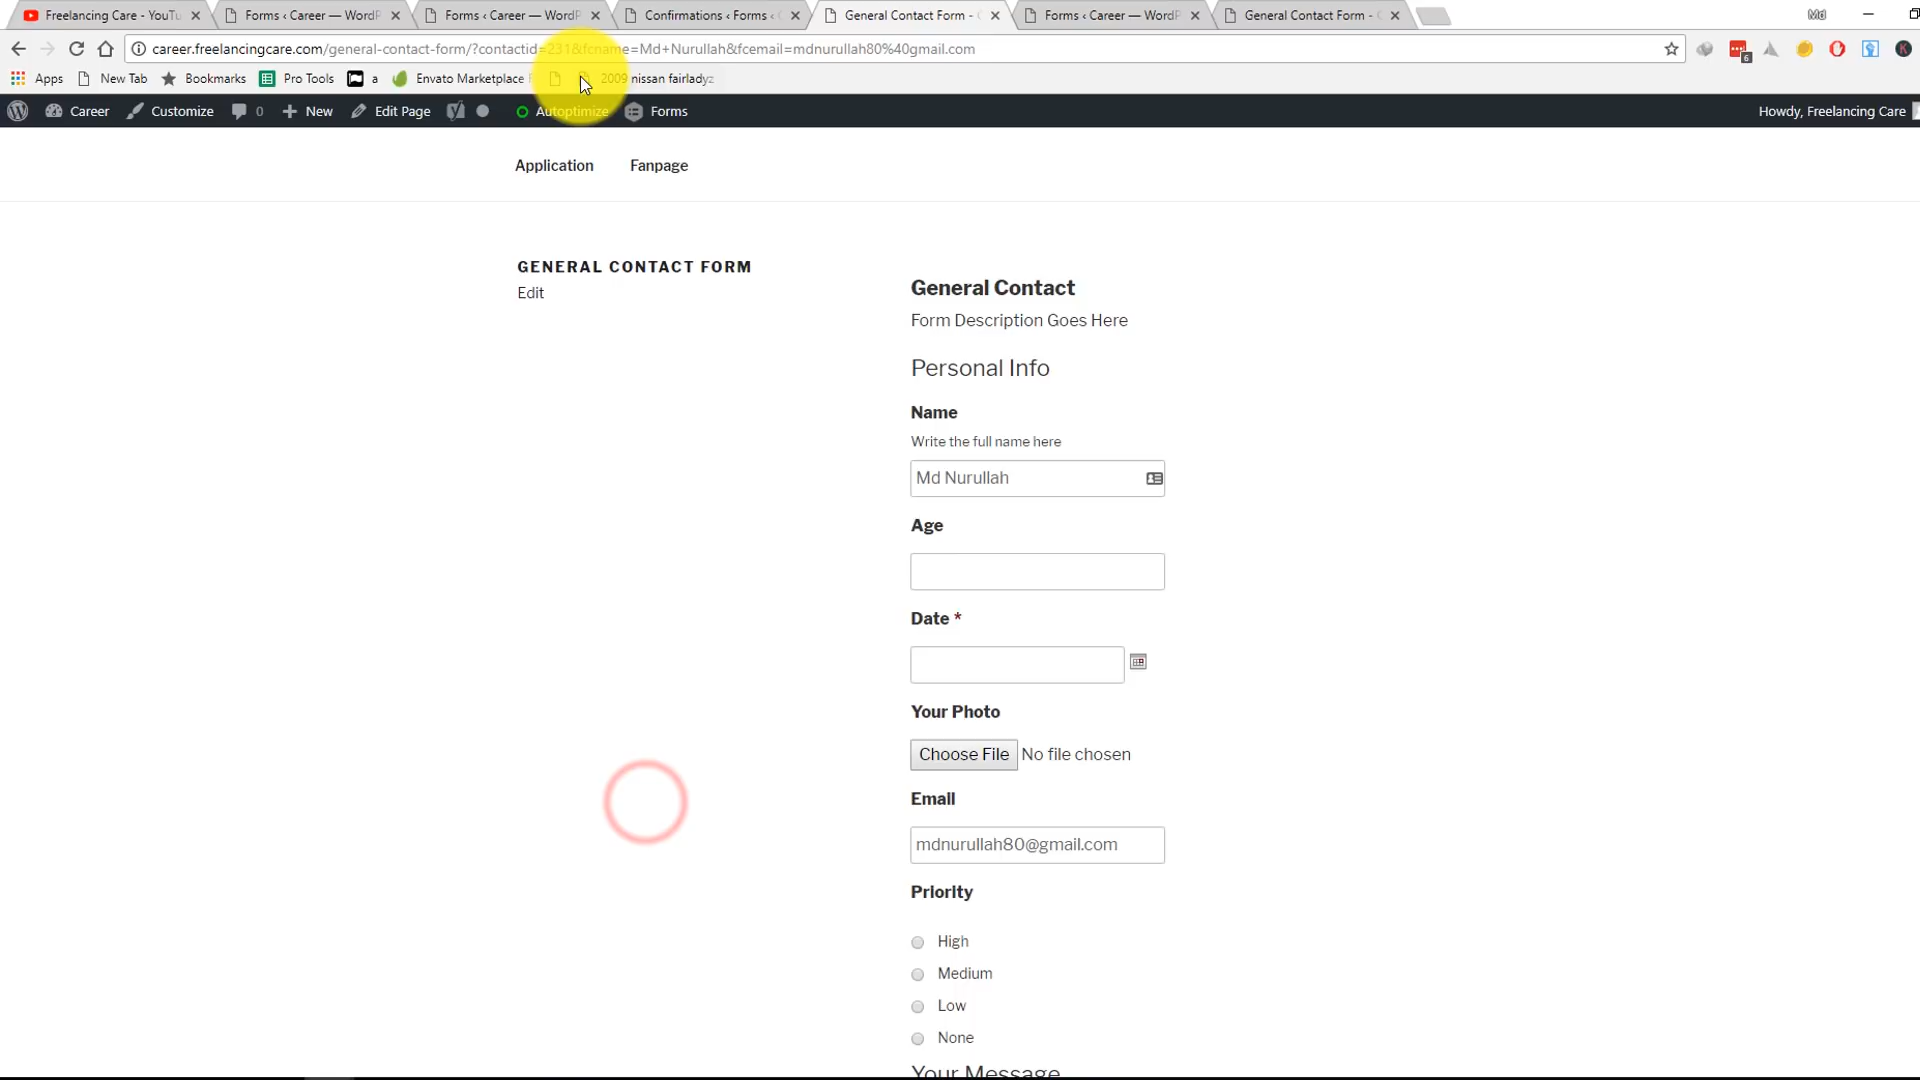 Freelancing Care - YouTu
Forms ‹ Career — WordP
Forms ‹ Career — WordP
Confirmations ‹ Forms ‹
General Contact Form -
Forms ‹ Career — WordP
General Contact Form -
Md
career.freelancingcare.com/general-contact-form/?contactid=231&fcname=Md+Nurullah&fcemail=mdnurullah80%40gmail.com
6
K
Apps
New Tab
Bookmarks
Pro Tools
a
Envato Marketplace
2009 nissan fairladyz
Career
Customize
0
New
Edit Page
Autoptimize
Forms
Howdy, Freelancing Care
Application
Fanpage
GENERAL CONTACT FORM
Edit
General Contact
Form Description Goes Here
Personal Info
Name
Write the full name here
Md Nurullah
Age
Date *
Your Photo
Choose File No file chosen
Email
mdnurullah80@gmail.com
Priority
High
Medium
Low
None
Your Message